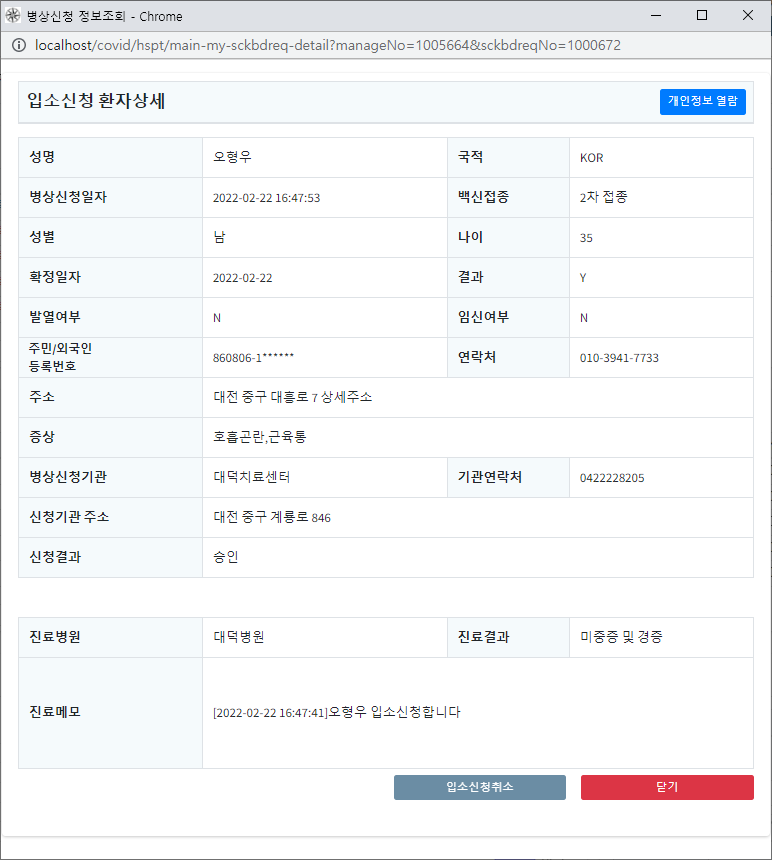 병상신청 정보조회 - Chrome
localhost/covid/hspt/main-my-sckbdreq-detail?manageNo=1005664&sckbdreqNo=1000672
입소신청 환자상세 개인정보 열람
성명 오형우 국적 KOR
병상신청일자 2022-02-22 16:47:53 백신접종 2차 접종
성별 남 나이 35
확정일자 2022-02-22 결과 Y
발열여부 N 임신여부 N
주민/외국인
등록번호 860806-1****** 연락처 010-3941-7733
주소 대전 중구 대흥로 7 상세주소
증상 호흡곤란,근육통
병상신청기관 대덕치료센터 기관연락처 0422228205
신청기관 주소 대전 중구 계룡로 846
신청결과 승인
진료병원 대덕병원 진료결과 미중증 및 경증
진료메모 [2022-02-22 16:47:41]오형우 입소신청합니다
입소신청취소 닫기